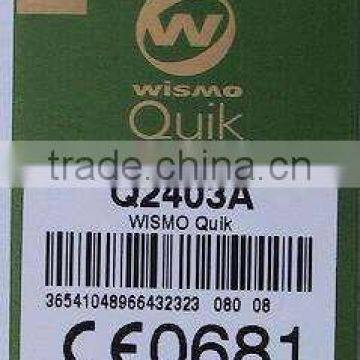 W
WISMO
Quik
trade.china.cn
Q2403A
WISMO Quik
36541048966432323 080 08
CE0681